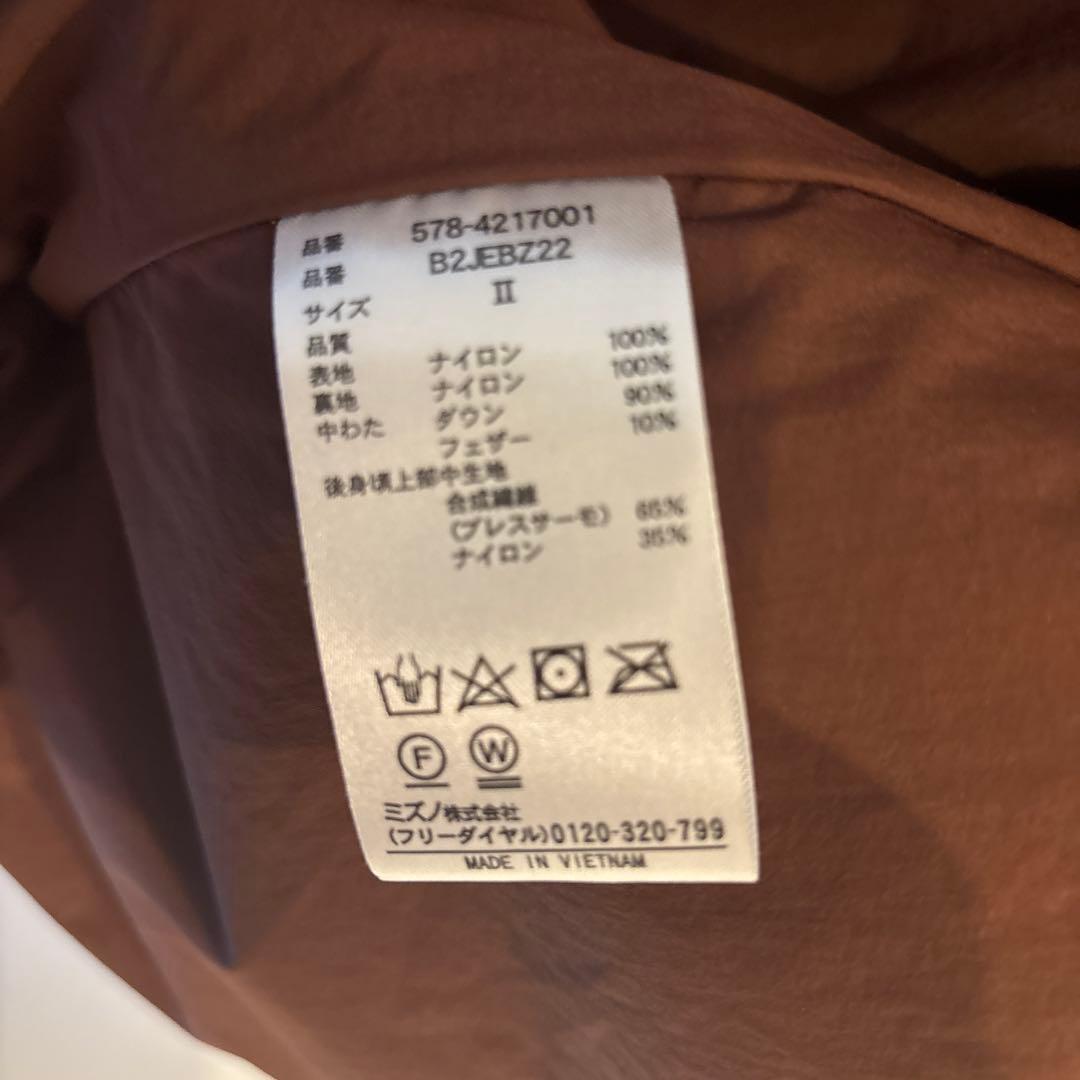 品番 578-4217001
品番 B2JEBZ22
サイズ II
品質
表地 ナイロン 100%
裏地 ナイロン 100%
中わた ダウン 90%
フェザー 10%
後身頃上部中生地
合成繊維
(ブレスサーモ) 65%
ナイロン 35%
F W
ミズノ株式会社
(フリーダイヤル)0120-320-799
MADE IN VIETNAM